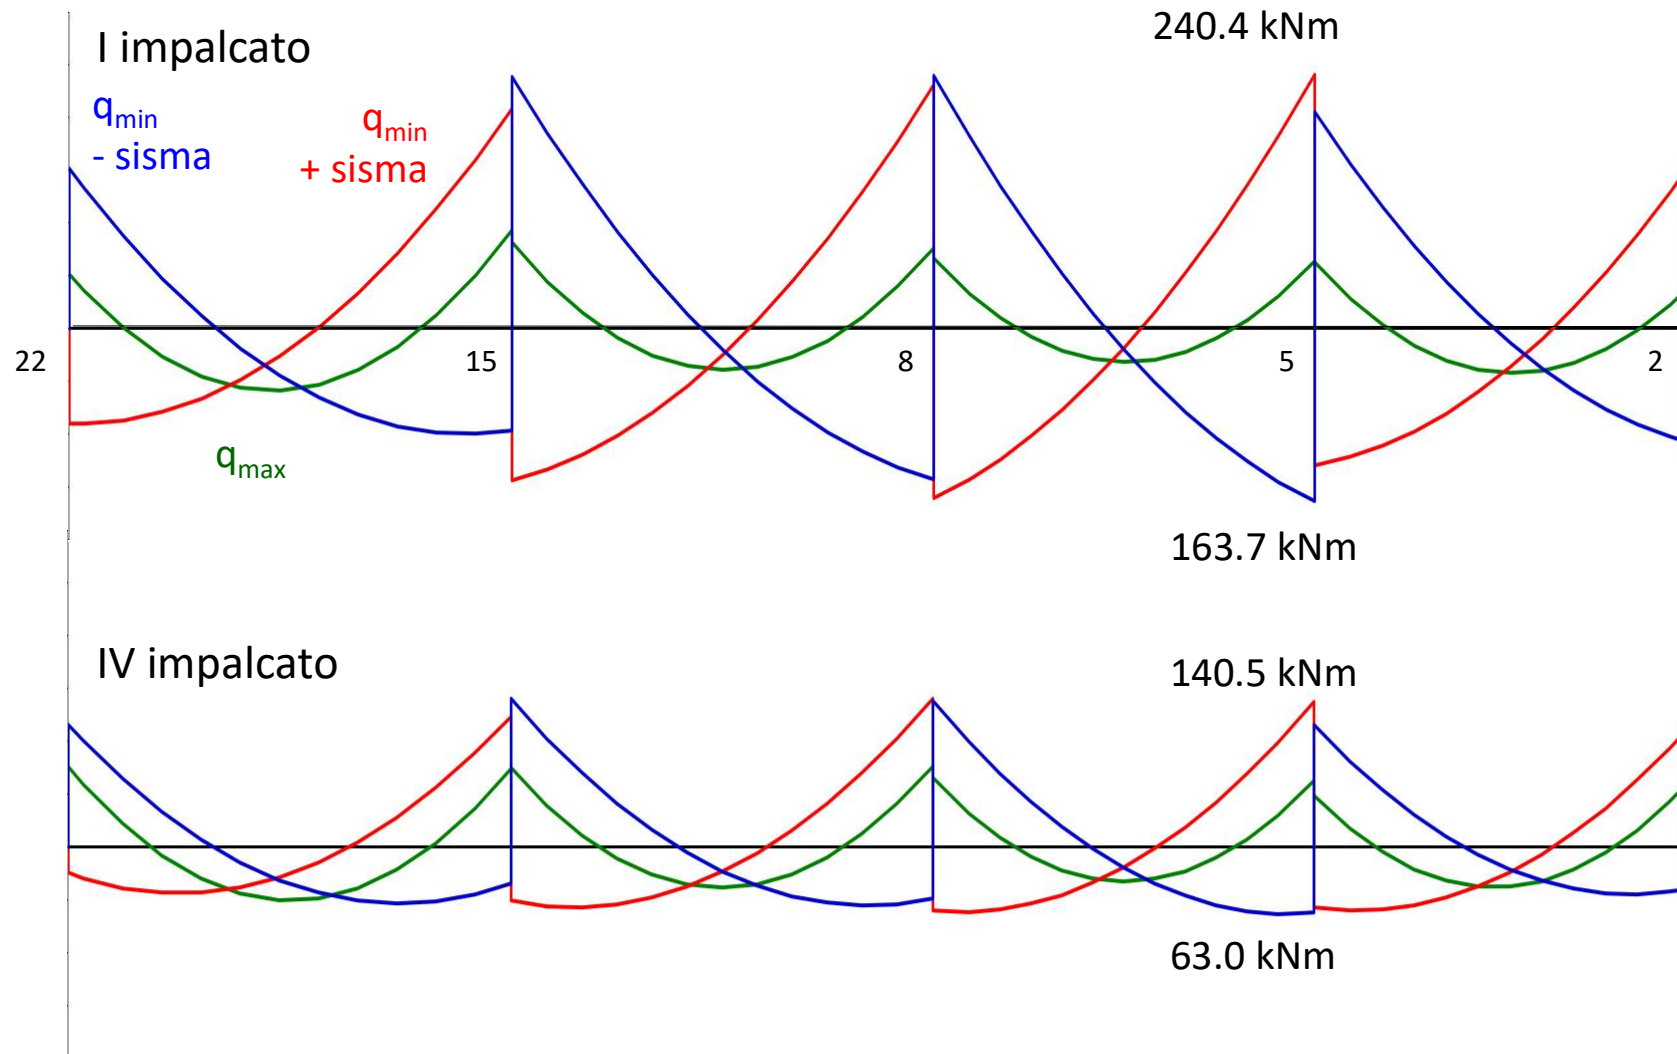 240.4 kNm
I impalcato
qmin
- sisma
qmin
+ sisma
22
15
8
5
2
qmax
163.7 kNm
IV impalcato
140.5 kNm
63.0 kNm